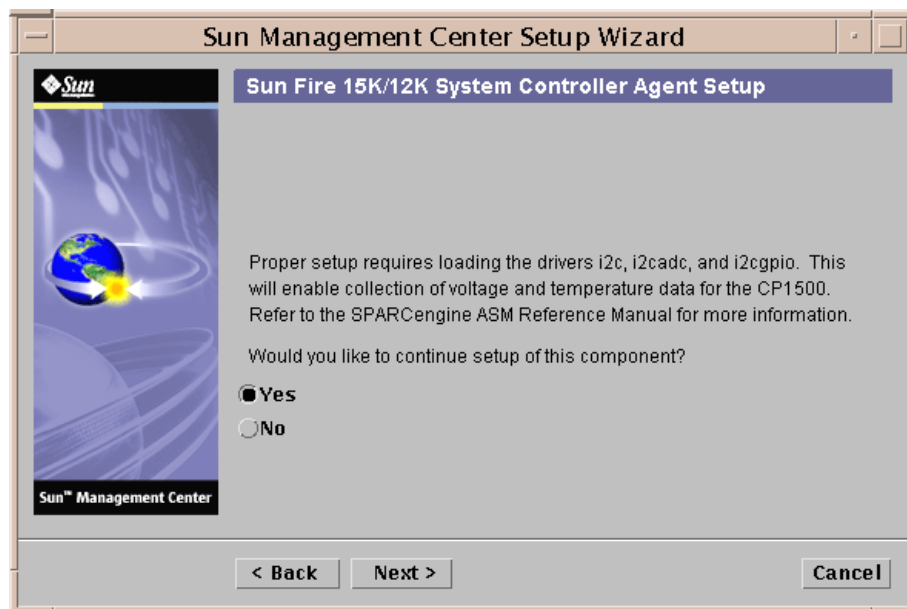 Sun Management Center Setup Wizard
Sun
Sun Fire 15K/12K System Controller Agent Setup
Proper setup requires loading the drivers i2c, i2cadc, and i2cgpio. This
will enable collection of voltage and temperature data for the CP1500.
Refer to the SPARCengine ASM Reference Manual for more information.
Would you like to continue setup of this component?
Yes
No
Sun™ Management Center
< Back
Next >
Cancel